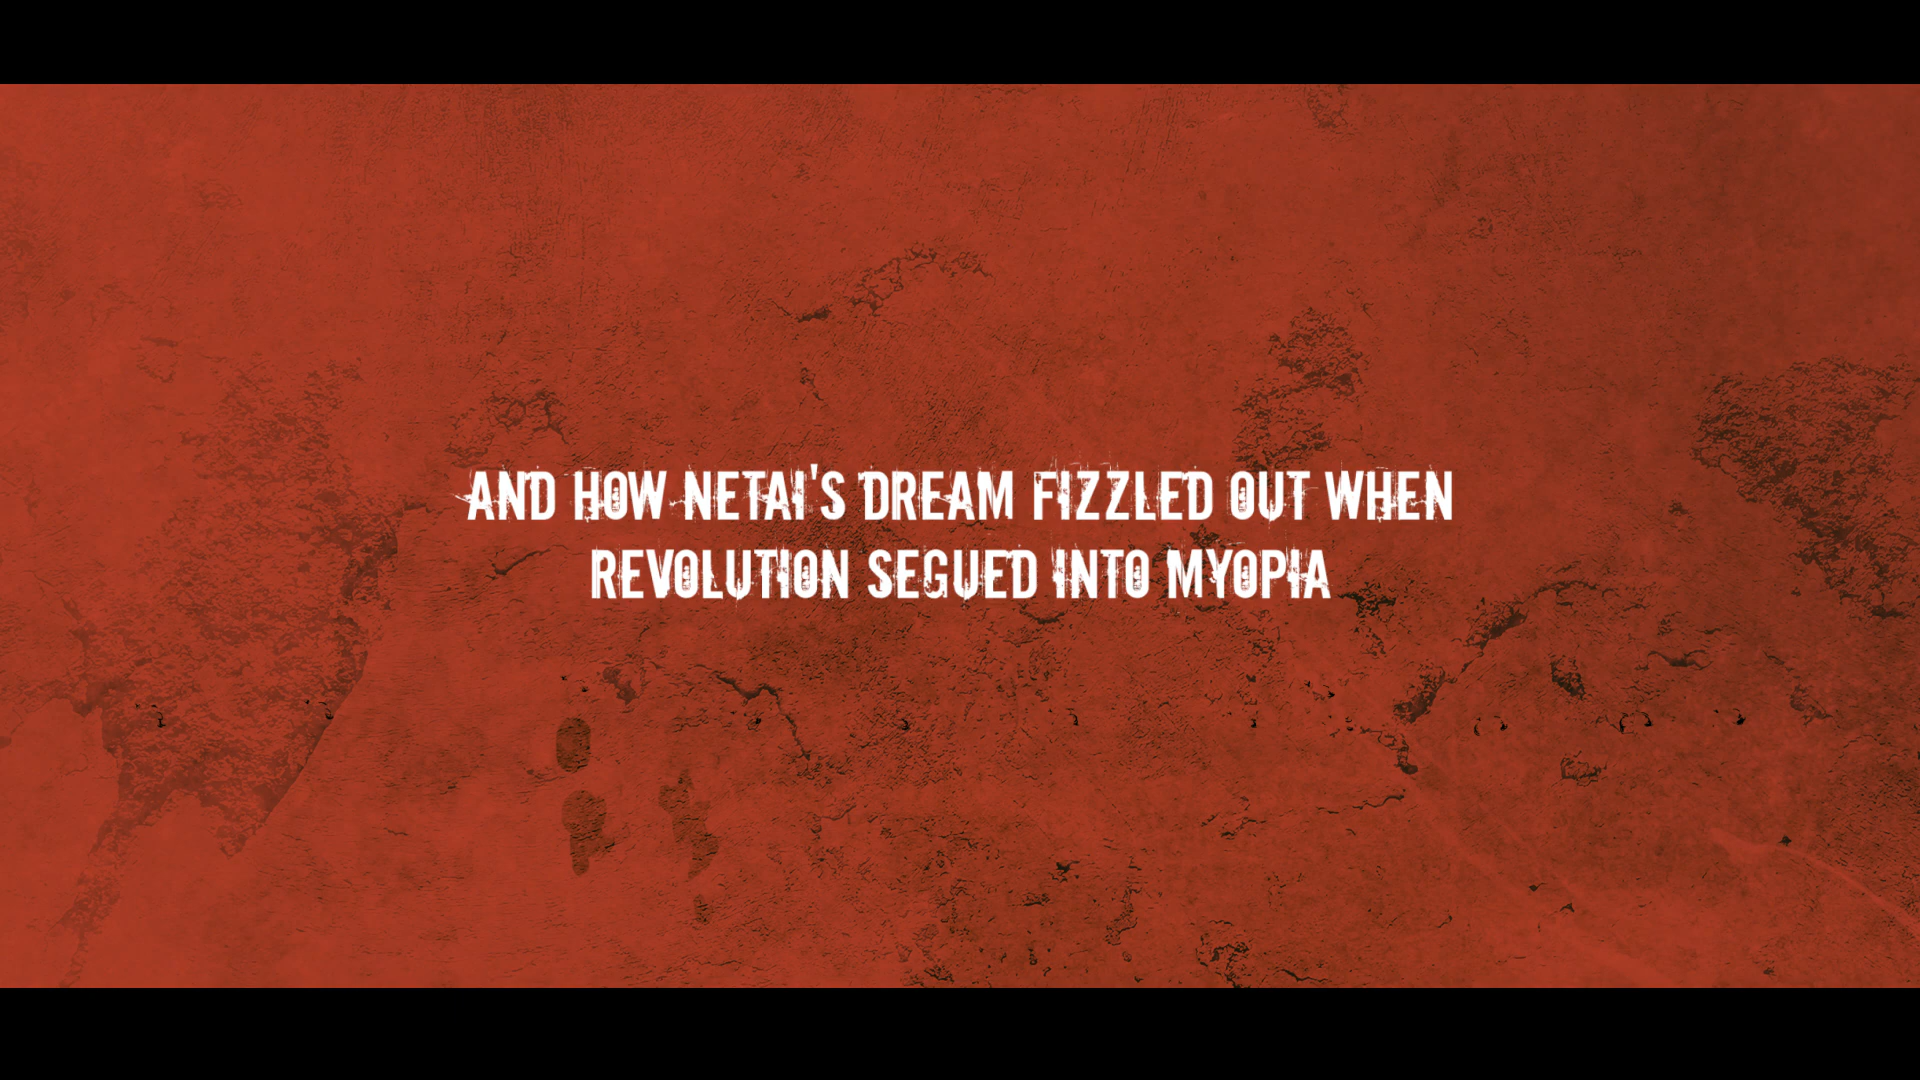 AND HOW NETAI'S DREAM FIZZLED OUT WHEN
REVOLUTION SEGUED INTO MYOPIA